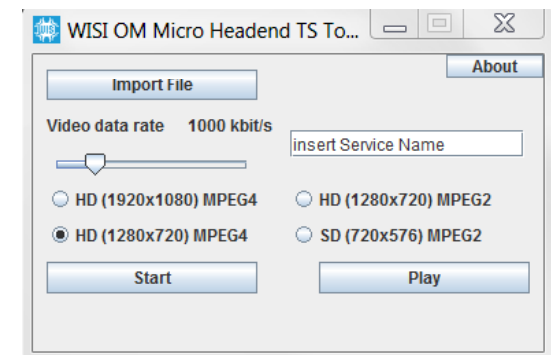 WISI OM Micro Headend TS To...
About
Import File
Video data rate 1000 kbit/s
insert Service Name
HD (1920x1080) MPEG4 HD (1280x720) MPEG2
HD (1280x720) MPEG4 SD (720x576) MPEG2
Start Play